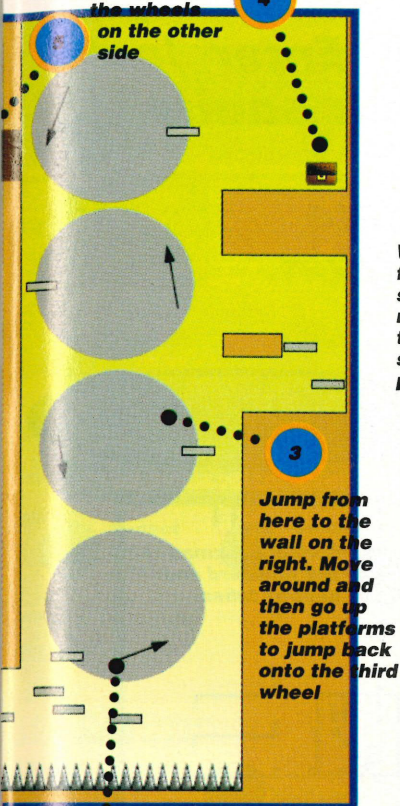 the wheels
on the other
side
4
3
Jump from
here to the
wall on the
right. Move
around and
then go up
the platforms
to jump back
onto the third
wheel